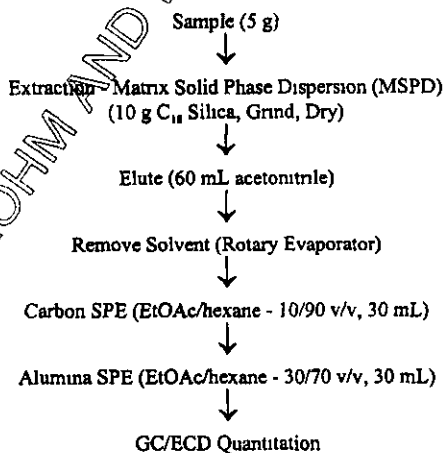 Sample (5 g)
Extraction - Matrix Solid Phase Dispersion (MSPD)
(10 g C₁₈ Silica, Grind, Dry)
Elute (60 mL acetonitrile)
Remove Solvent (Rotary Evaporator)
Carbon SPE (EtOAc/hexane - 10/90 v/v, 30 mL)
Alumina SPE (EtOAc/hexane - 30/70 v/v, 30 mL)
GC/ECD Quantitation
OHM AND